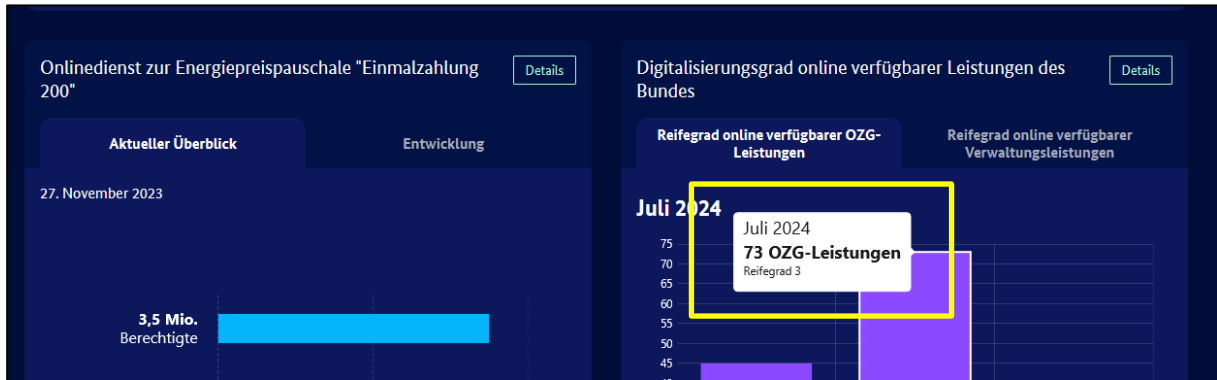 Onlinedienst zur Energiepreispauschale "Einmalzahlung
200"
Details
Aktueller Überblick
Entwicklung
27. November 2023
3,5 Mio.
Berechtigte
Digitalisierungsgrad online verfügbarer Leistungen des
Bundes
Details
Reifegrad online verfügbarer OZG-
Leistungen
Reifegrad online verfügbarer
Verwaltungsleistungen
Juli 2024
Juli 2024
73 OZG-Leistungen
Reifegrad 3
75
70
65
60
55
50
45